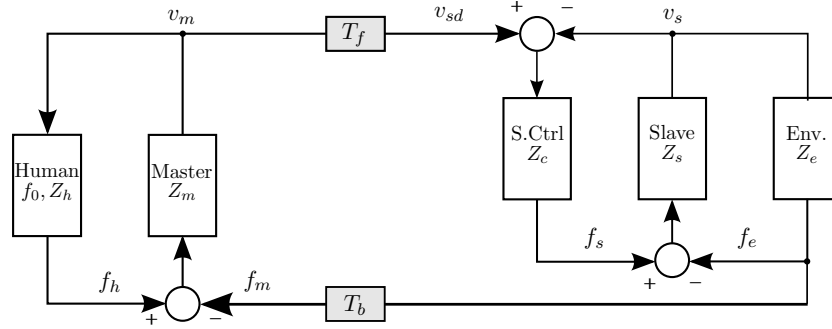 v_m
T_f
v_sd
+
−
v_s
Human
f_0, Z_h
Master
Z_m
S.Ctrl
Z_c
Slave
Z_s
Env.
Z_e
f_h
f_m
f_s
f_e
+
−
+
−
T_b